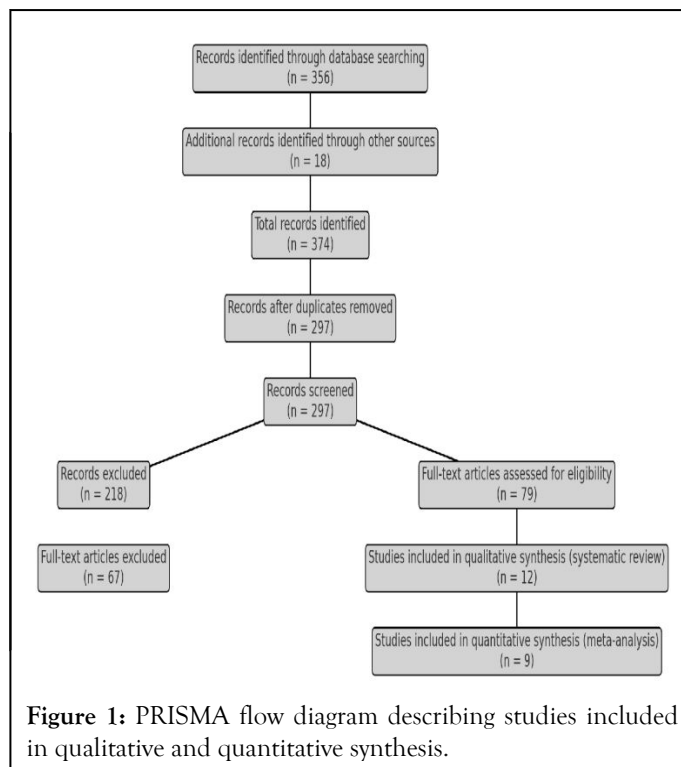 Records identified through database searching
(n = 356)
Additional records identified through other sources
(n = 18)
Total records identified
(n = 374)
Records after duplicates removed
(n = 297)
Records screened
(n = 297)
Records excluded
(n = 218)
Full-text articles assessed for eligibility
(n = 79)
Full-text articles excluded
(n = 67)
Studies included in qualitative synthesis (systematic review)
(n = 12)
Studies included in quantitative synthesis (meta-analysis)
(n = 9)
Figure 1: PRISMA flow diagram describing studies included
in qualitative and quantitative synthesis.